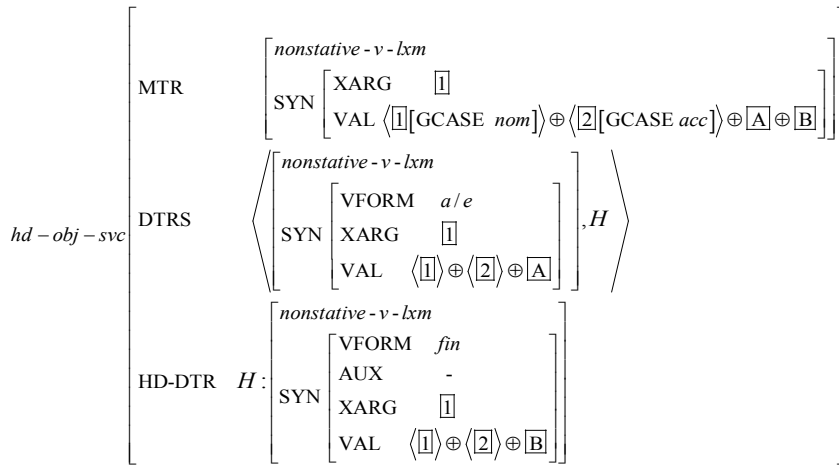 nonstative - v - lxm
MTR
XARG 1
SYN
VAL ⟨1[GCASE nom]⟩⊕⟨2[GCASE acc]⟩⊕A⊕B
nonstative - v - lxm
VFORM a/e
hd – obj – svc DTRS SYN XARG 1 , H
VAL ⟨1⟩⊕⟨2⟩⊕A
nonstative - v - lxm
VFORM fin
AUX -
HD-DTR H : SYN
XARG 1
VAL ⟨1⟩⊕⟨2⟩⊕B